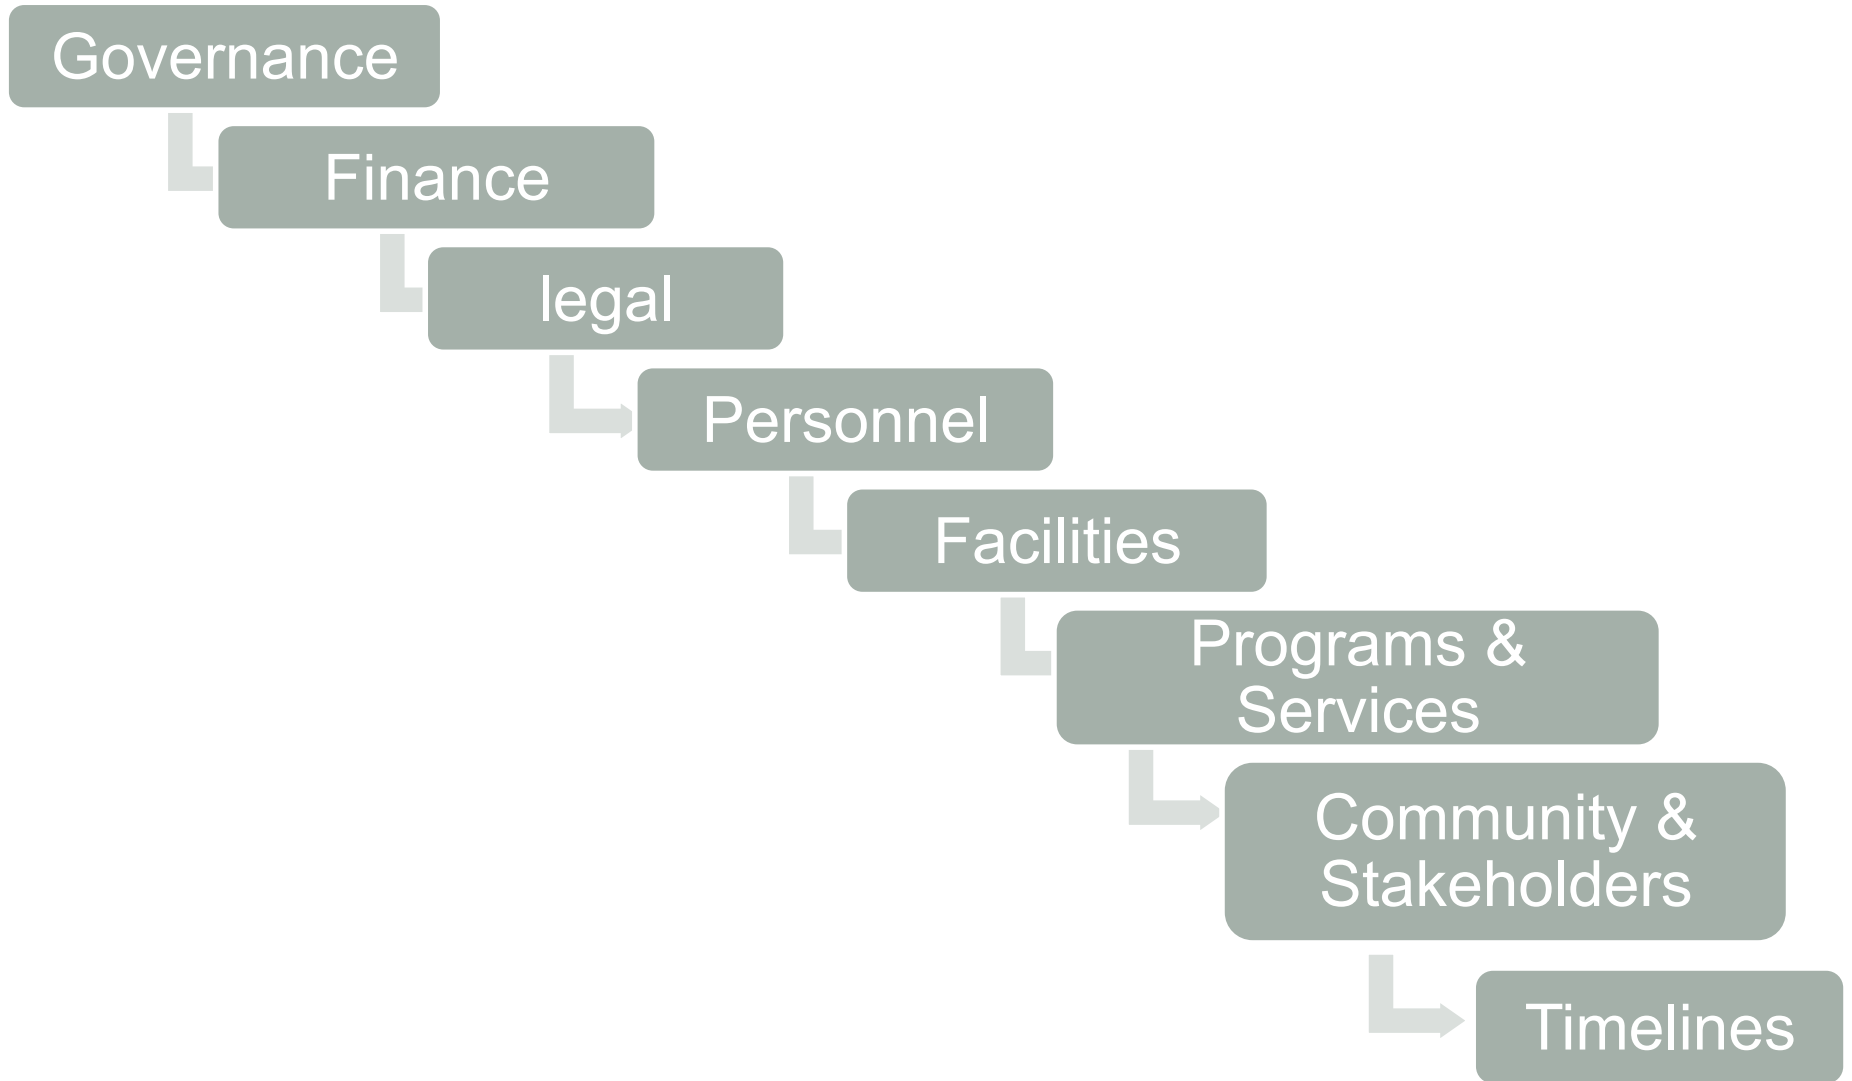 Governance
Finance
legal
Personnel
Facilities
Programs &
Services
Community &
Stakeholders
Timelines